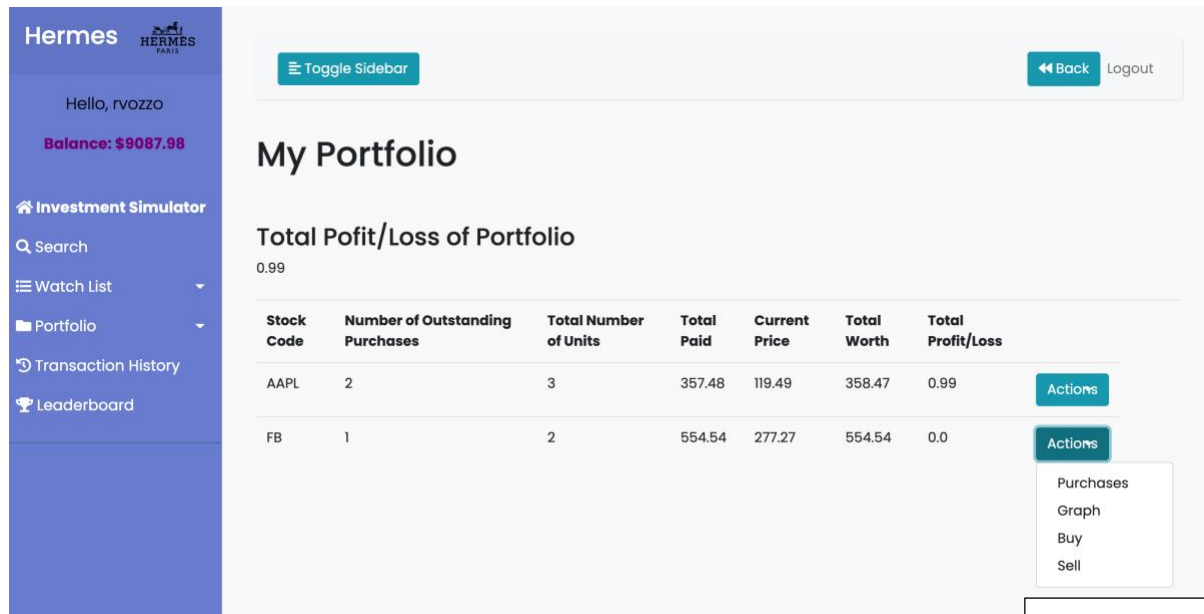 Hermes
HERMÈS
PARIS
Hello, rvozzo
Balance: $9087.98
Investment Simulator
Search
Watch List
Portfolio
Transaction History
Leaderboard
Toggle Sidebar
Back Logout
My Portfolio
Total Pofit/Loss of Portfolio
0.99
Stock Code Number of Outstanding Purchases Total Number of Units Total Paid Current Price Total Worth Total Profit/Loss
AAPL 2 3 357.48 119.49 358.47 0.99 Actions
FB 1 2 554.54 277.27 554.54 0.0 Actions
Purchases
Graph
Buy
Sell